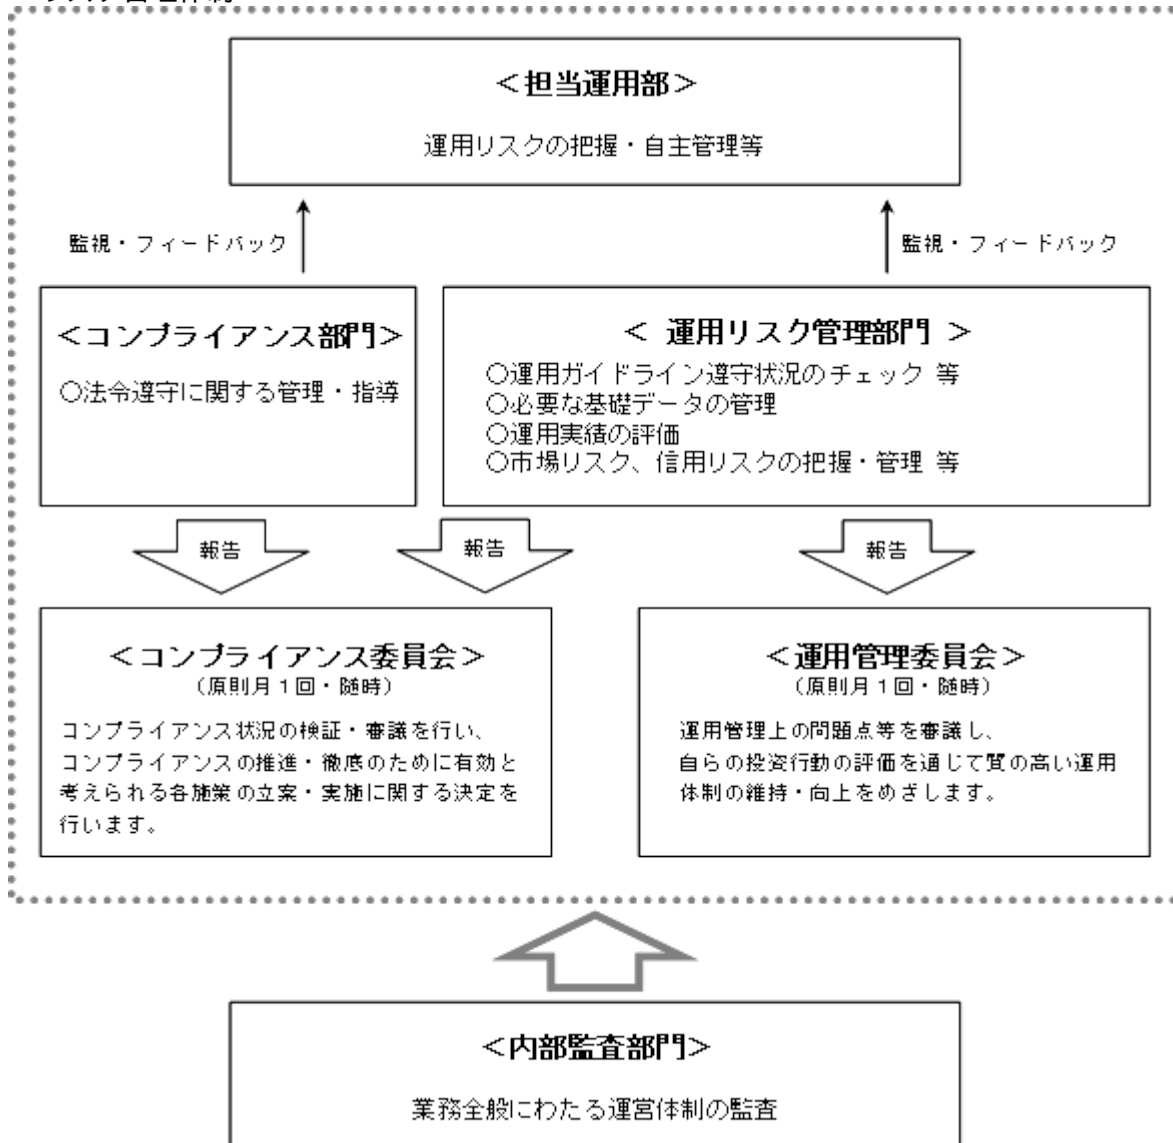 ＜担当運用部＞
運用リスクの把握・自主管理等
監視・フィードバック
監視・フィードバック
＜コンプライアンス部門＞
○法令遵守に関する管理・指導
＜ 運用リスク管理部門 ＞
○運用ガイドライン遵守状況のチェック 等
○必要な基礎データの管理
○運用実績の評価
○市場リスク、信用リスクの把握・管理 等
報告
報告
報告
＜コンプライアンス委員会＞
（原則月１回・随時）
コンプライアンス状況の検証・審議を行い、
コンプライアンスの推進・徹底のために有効と
考えられる各施策の立案・実施に関する決定を
行います。
＜運用管理委員会＞
（原則月１回・随時）
運用管理上の問題点等を審議し、
自らの投資行動の評価を通じて質の高い運用
体制の維持・向上をめざします。
＜内部監査部門＞
業務全般にわたる運営体制の監査